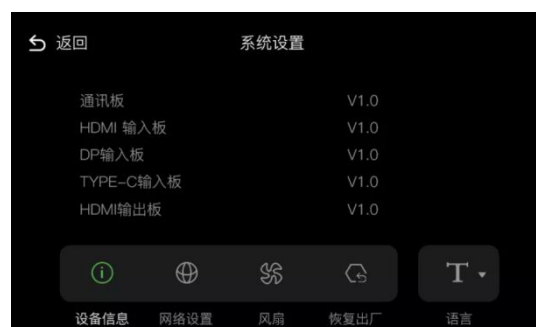 返回 系统设置
通讯板 V1.0
HDMI 输入板 V1.0
DP输入板 V1.0
TYPE-C输入板 V1.0
HDMI输出板 V1.0
T
设备信息 网络设置 风扇 恢复出厂 语言